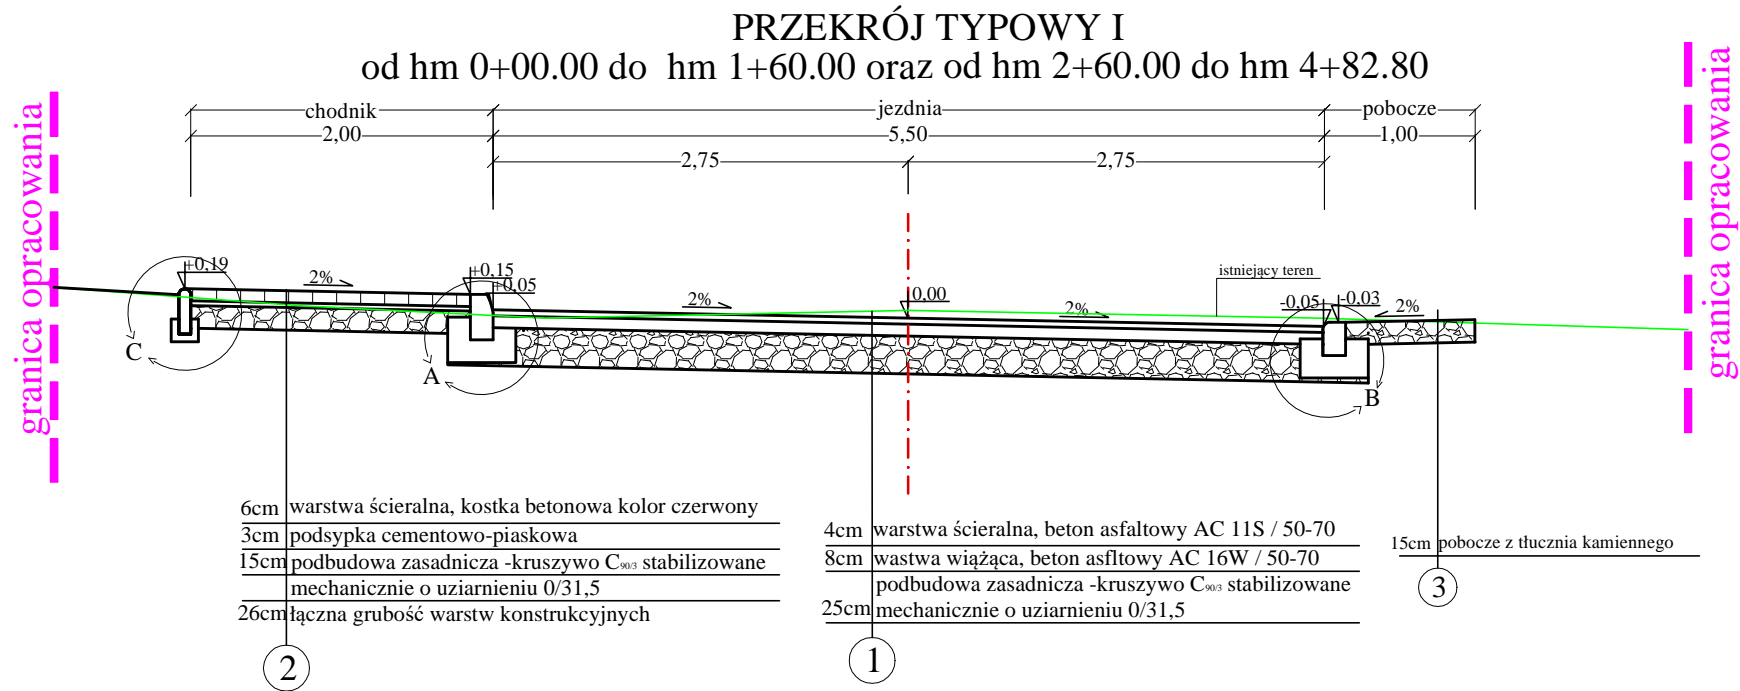 PRZEKRÓJ TYPOWY I
od hm 0+00.00 do hm 1+60.00 oraz od hm 2+60.00 do hm 4+82.80
granica opracowania
granica opracowania
chodnik
jezdnia
pobocze
2,00
5,50
1,00
2,75
2,75
+0,19
2%
+0,15
+0,05
2%
0,00
istniejący teren
2%
-0,05
-0,03
2%
C
A
B
6cm warstwa ścieralna, kostka betonowa kolor czerwony
3cm podsypka cementowo-piaskowa
15cm podbudowa zasadnicza -kruszywo C90/3 stabilizowane
mechanicznie o uziarnieniu 0/31,5
26cm łączna grubość warstw konstrukcyjnych
2
4cm warstwa ścieralna, beton asfaltowy AC 11S / 50-70
8cm wastwa wiążąca, beton asfltowy AC 16W / 50-70
podbudowa zasadnicza -kruszywo C90/3 stabilizowane
25cm mechanicznie o uziarnieniu 0/31,5
1
15cm pobocze z tłucznia kamiennego
3